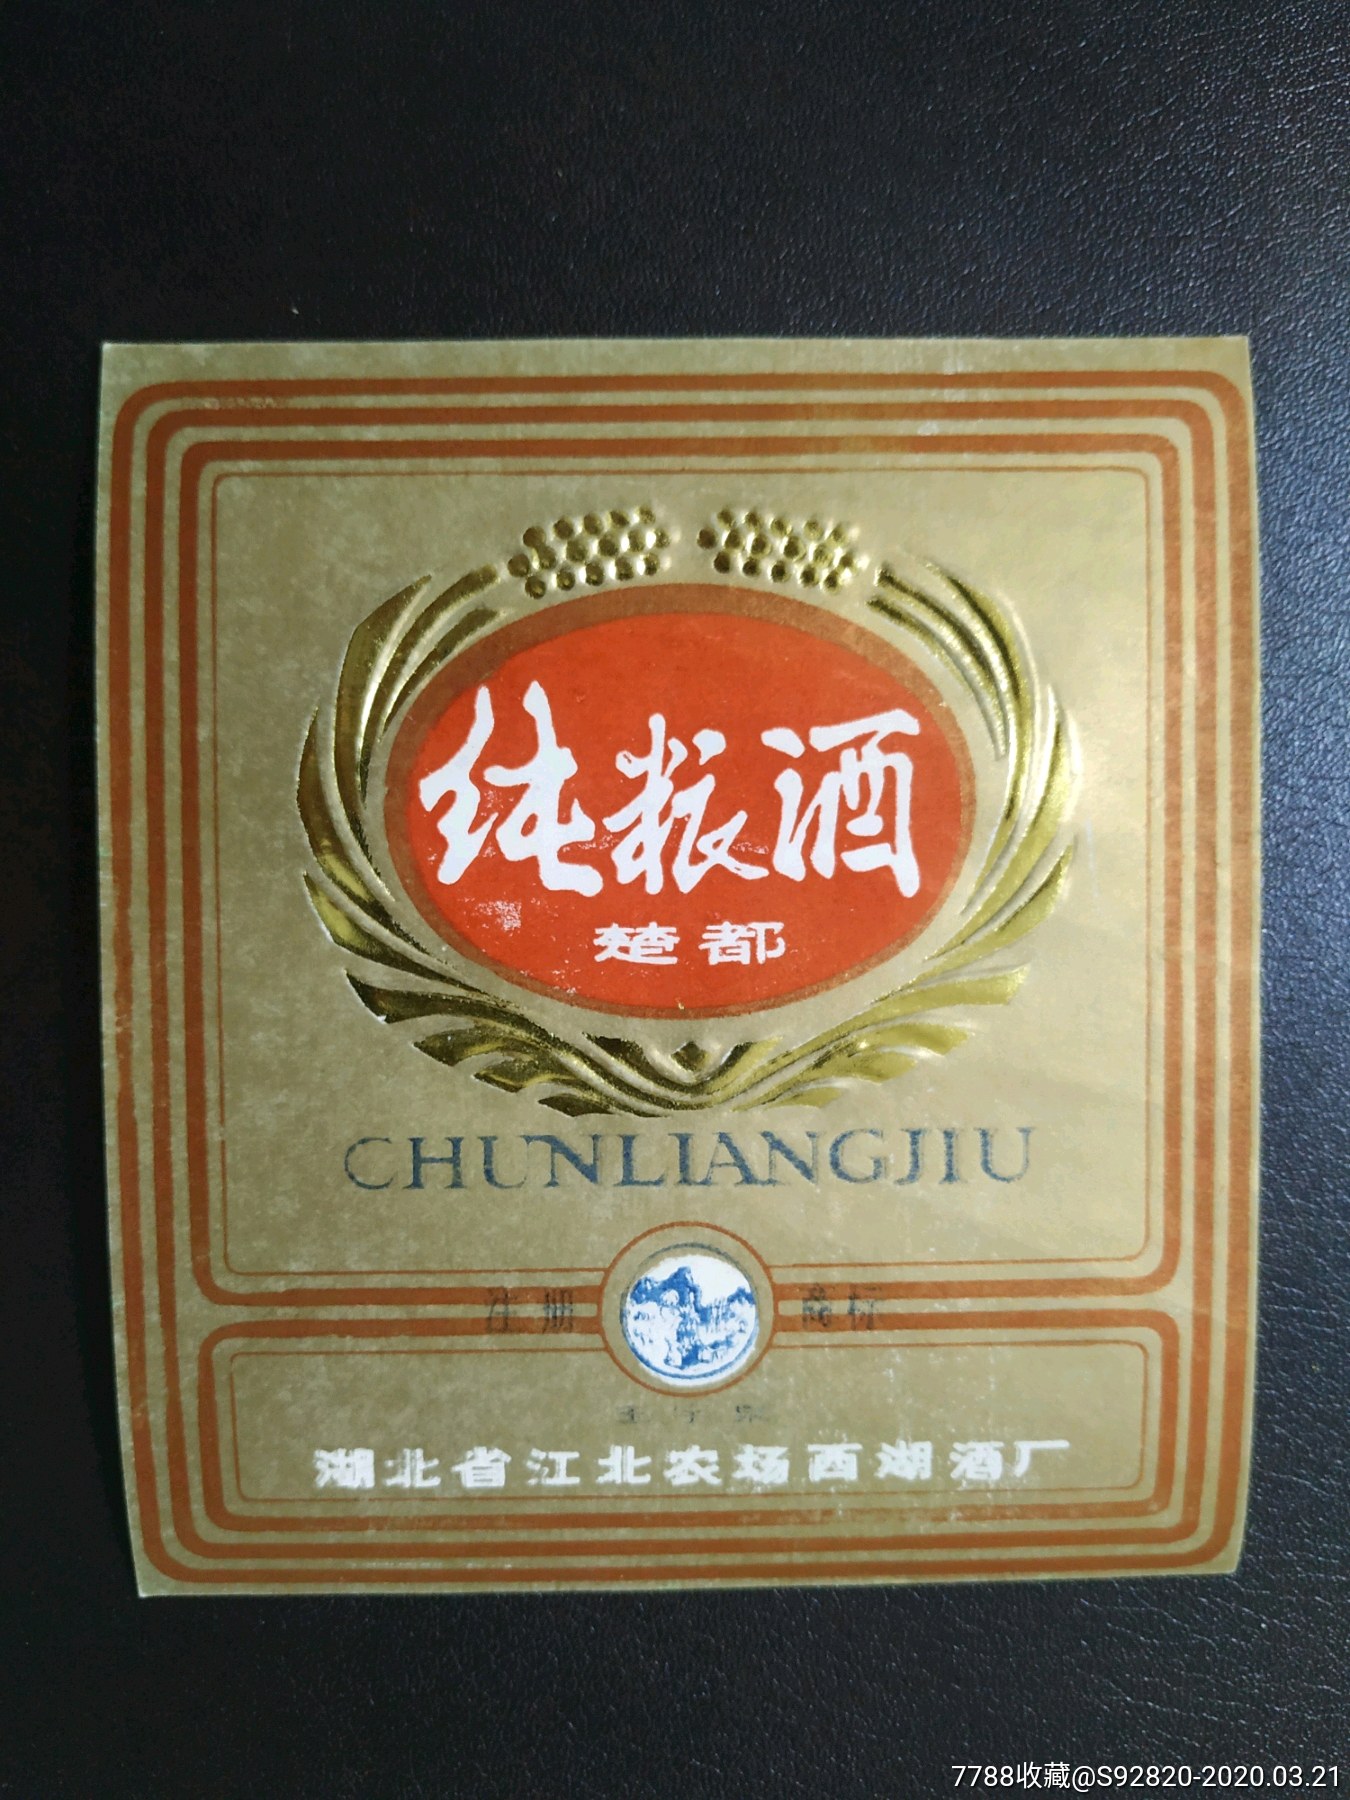 纯粮酒
楚都
CHUNLIANGJIU
注册 商标
湖北省江北农场西湖酒厂
7788收藏@S92820-2020.03.21